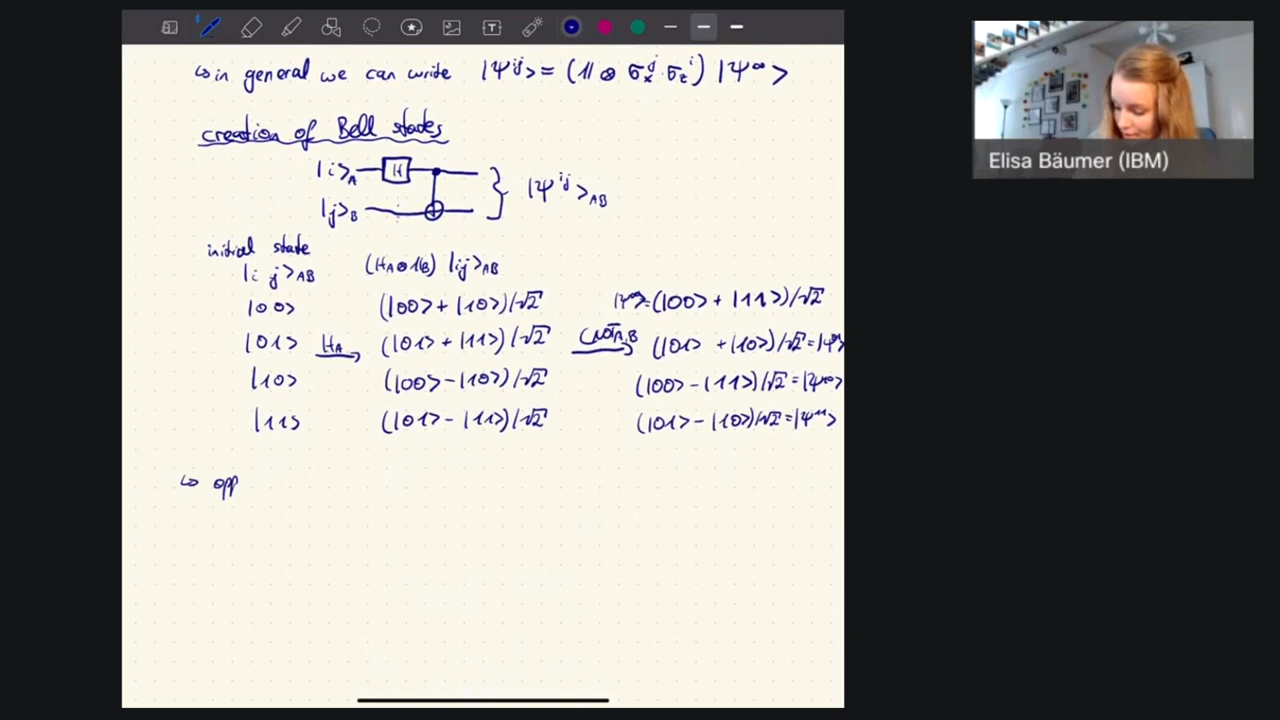 ↳ in general we can write |Ψ^ij> = (𝟙 ⊗ σ_x^j · σ_z^i) |Ψ^00>
creation of Bell states
|i>_A H
|j>_B } |Ψ^ij>_AB
initial state
|i j>_AB (H_A⊗𝟙_B) |ij>_AB
|00> (|00> + |10>)/√2 |Ψ^00> = (|00> + |11>)/√2
|01> H_A → (|01> + |11>)/√2 CNOT_A,B → (|01> + |10>)/√2 = |Ψ^01>
|10> (|00> - |10>)/√2 (|00> - |11>)/√2 = |Ψ^10>
|11> (|01> - |11>)/√2 (|01> - |10>)/√2 = |Ψ^11>
↳ opp
Elisa Bäumer (IBM)